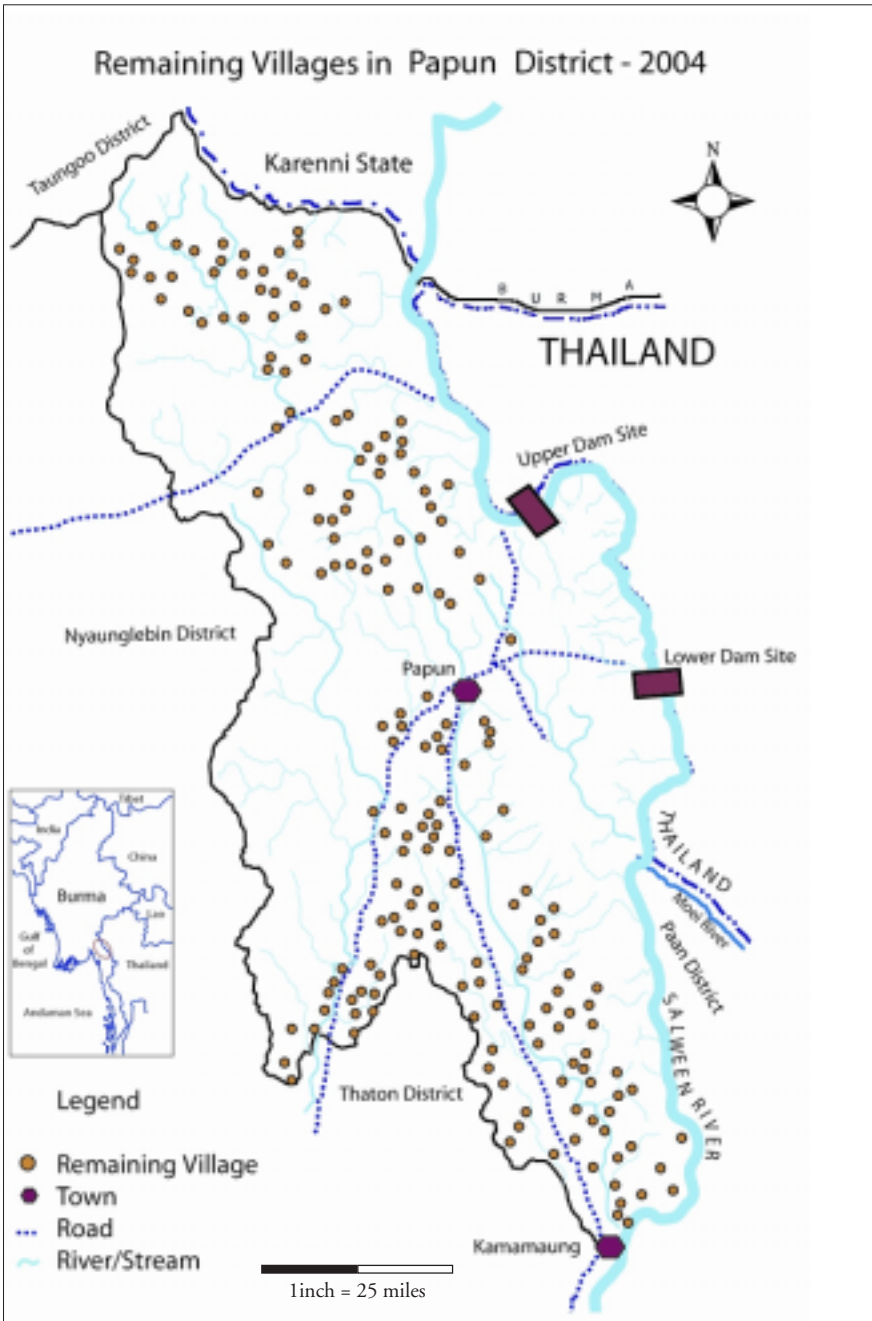 Remaining Villages in Papun District - 2004
Taungoo District
Karenni State
N
BURMA
THAILAND
Upper Dam Site
Nyaunglebin District
Papun
Lower Dam Site
THAILAND
Moei River
Paan District
SALWEEN RIVER
Tibet
India
China
Burma
Lao
Gulf
of
Bengal
Thailand
Andaman Sea
Thaton District
Legend
Remaining Village
Town
Road
River/Stream
Kamamaung
1inch = 25 miles